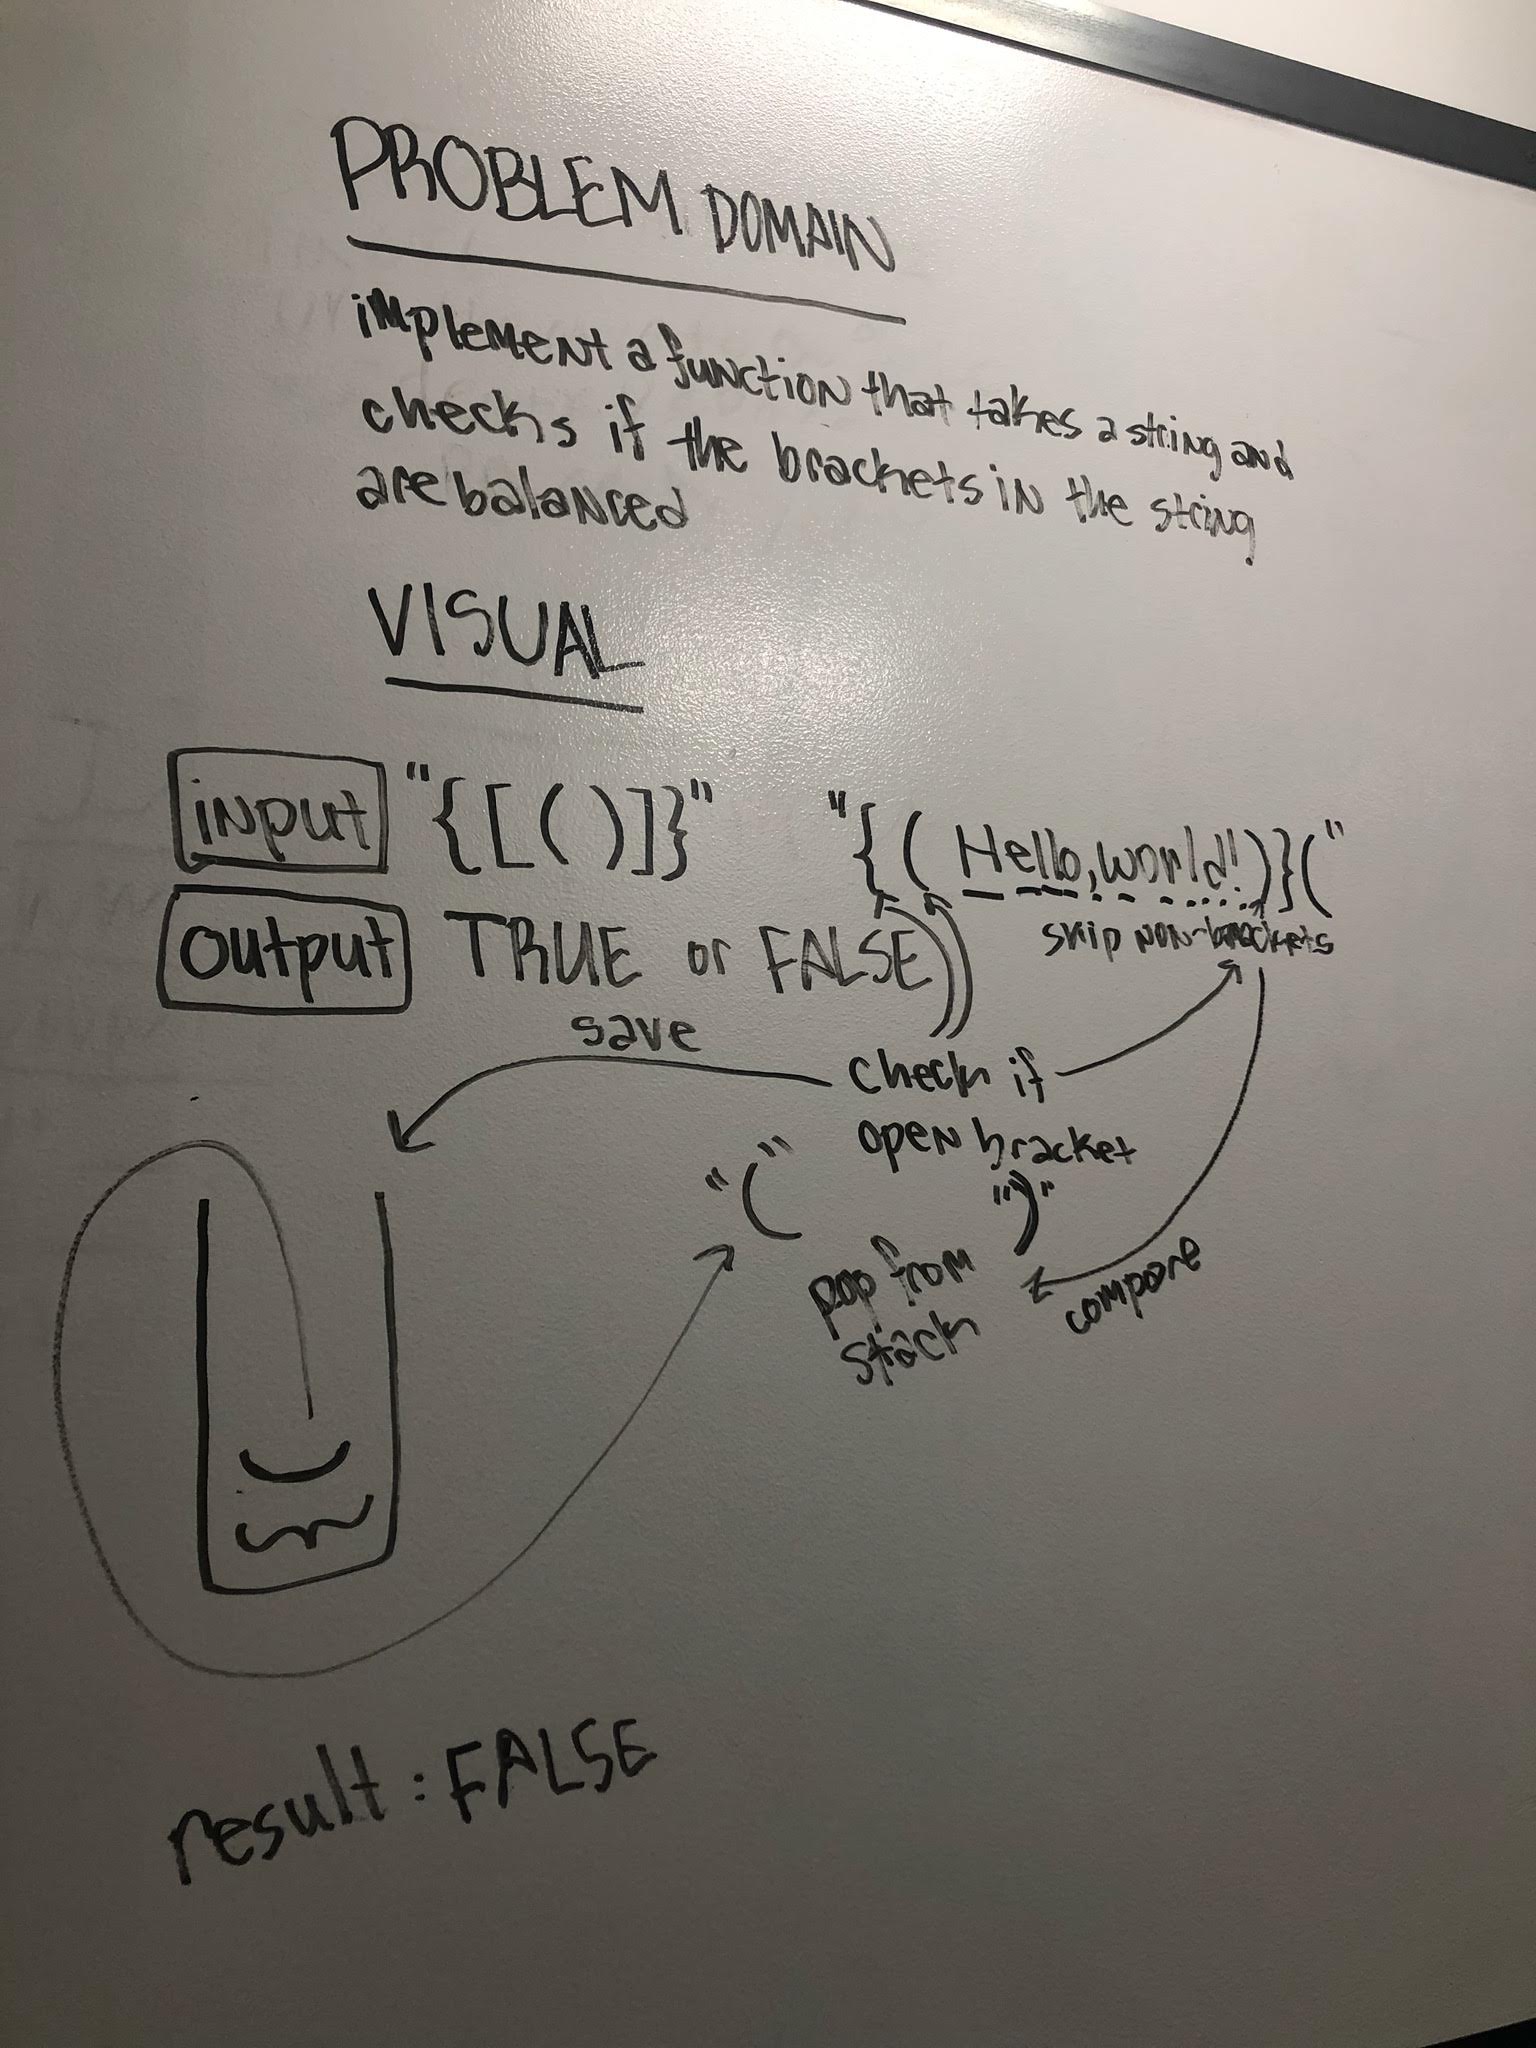 PROBLEM DOMAIN
implement a function that takes a string and
checks if the brackets in the string
are balanced
VISUAL
input "{[()]}" "{( Hello, world!)}("
output TRUE or FALSE
skip non-brackets
save
check if
open bracket
"(" ")"
pop from
stack
compare
result: FALSE